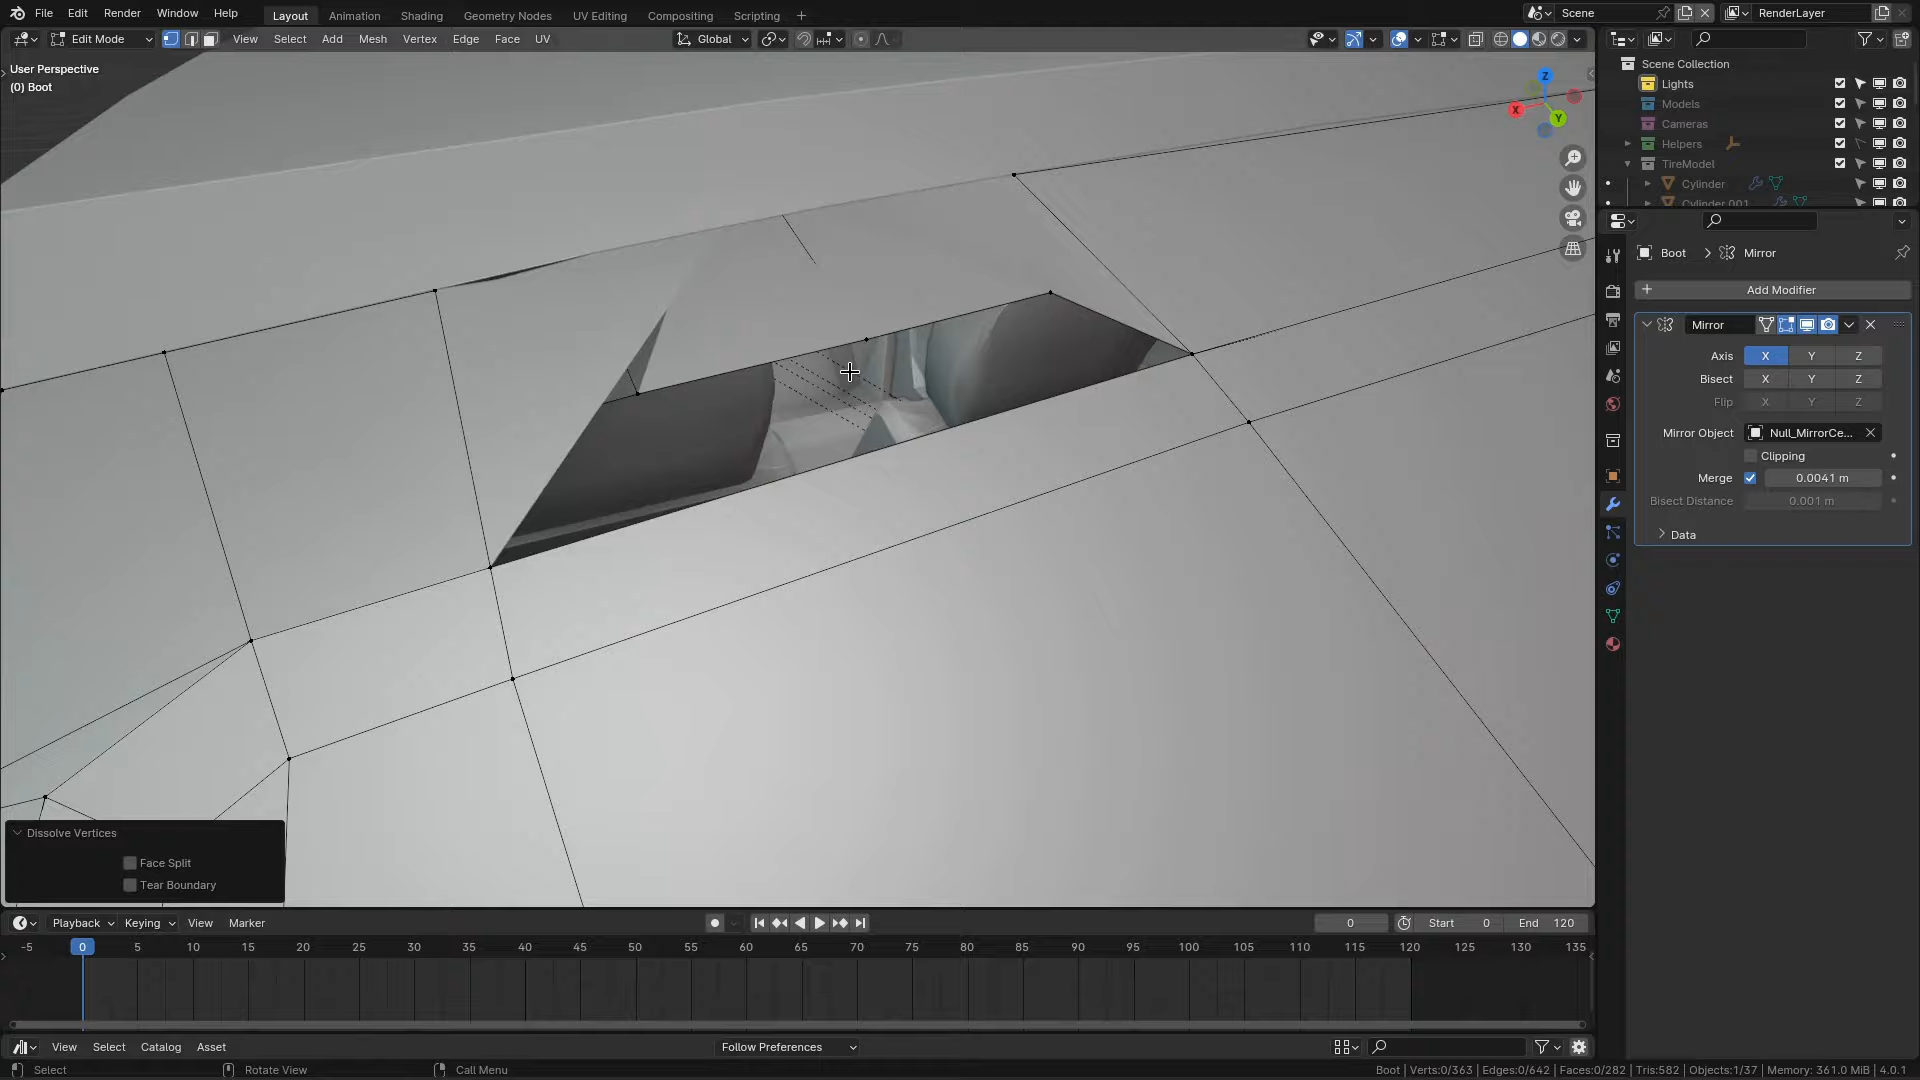 File Edit Render Window Help Layout Animation Shading Geometry Nodes UV Editing Compositing Scripting + Scene RenderLayer
Edit Mode View Select Add Mesh Vertex Edge Face UV Global
User Perspective
(0) Boot
Z
X
Y
Scene Collection
Lights
Models
Cameras
Helpers
TireModel
Cylinder
Cylinder.001
Boot > Mirror
+ Add Modifier
Mirror
Axis X Y Z
Bisect X Y Z
Flip X Y Z
Mirror Object Null_MirrorCe...
Clipping
Merge 0.0041 m
Bisect Distance 0.001 m
Data
Dissolve Vertices
Face Split
Tear Boundary
Playback Keying View Marker 0 Start 0 End 120
-5 0 5 10 15 20 25 30 35 40 45 50 55 60 65 70 75 80 85 90 95 100 105 110 115 120 125 130 135
View Select Catalog Asset Follow Preferences
Select Rotate View Call Menu Boot | Verts:0/363 | Edges:0/642 | Faces:0/282 | Tris:582 | Objects:1/37 | Memory: 361.0 MiB | 4.0.1